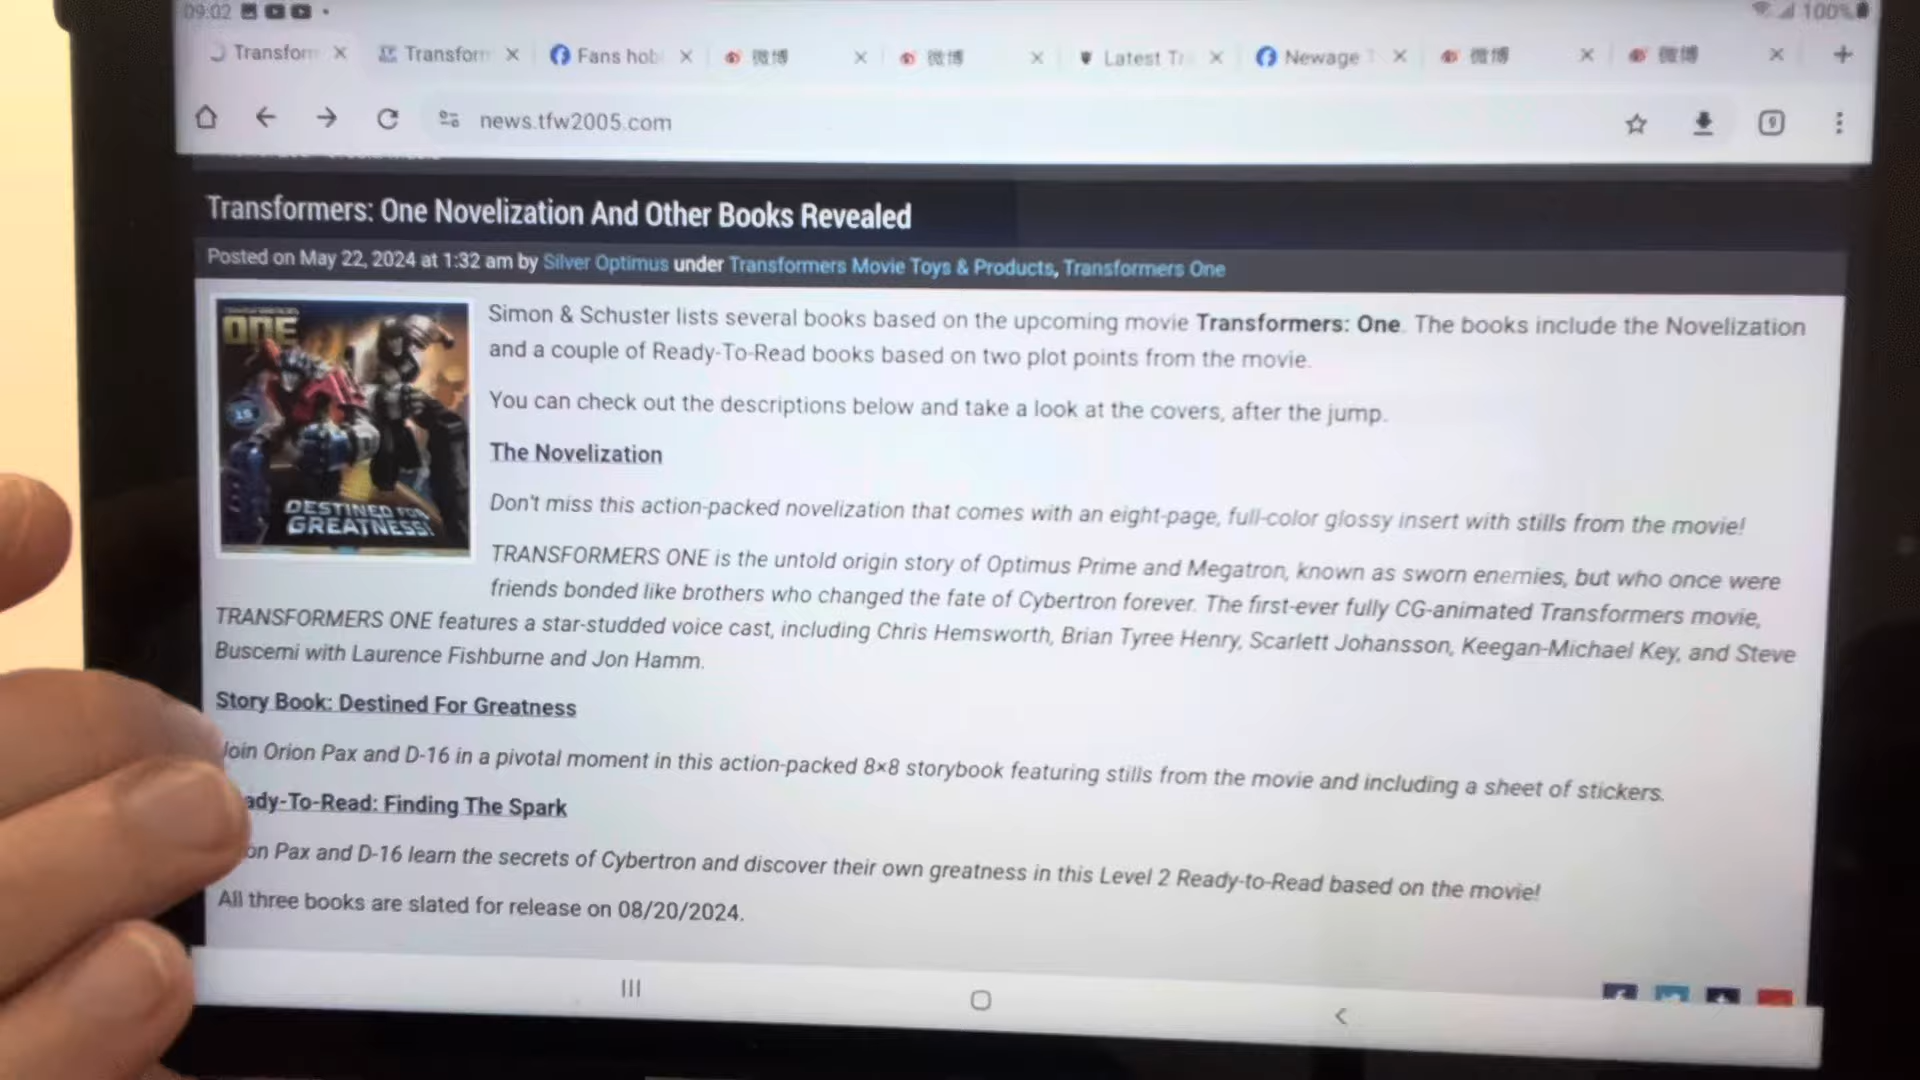 09:02
100%
Transform
Transform
Fans hob
微博
微博
Latest Tr
Newage T
微博
微博
news.tfw2005.com
9
Transformers: One Novelization And Other Books Revealed
Posted on May 22, 2024 at 1:32 am by Silver Optimus under Transformers Movie Toys & Products, Transformers One
ONE
DESTINED FOR
GREATNESS!
Simon & Schuster lists several books based on the upcoming movie Transformers: One. The books include the Novelization
and a couple of Ready-To-Read books based on two plot points from the movie.
You can check out the descriptions below and take a look at the covers, after the jump.
The Novelization
Don't miss this action-packed novelization that comes with an eight-page, full-color glossy insert with stills from the movie!
TRANSFORMERS ONE is the untold origin story of Optimus Prime and Megatron, known as sworn enemies, but who once were
friends bonded like brothers who changed the fate of Cybertron forever. The first-ever fully CG-animated Transformers movie,
TRANSFORMERS ONE features a star-studded voice cast, including Chris Hemsworth, Brian Tyree Henry, Scarlett Johansson, Keegan-Michael Key, and Steve
Buscemi with Laurence Fishburne and Jon Hamm.
Story Book: Destined For Greatness
Join Orion Pax and D-16 in a pivotal moment in this action-packed 8×8 storybook featuring stills from the movie and including a sheet of stickers.
ady-To-Read: Finding The Spark
on Pax and D-16 learn the secrets of Cybertron and discover their own greatness in this Level 2 Ready-to-Read based on the movie!
All three books are slated for release on 08/20/2024.